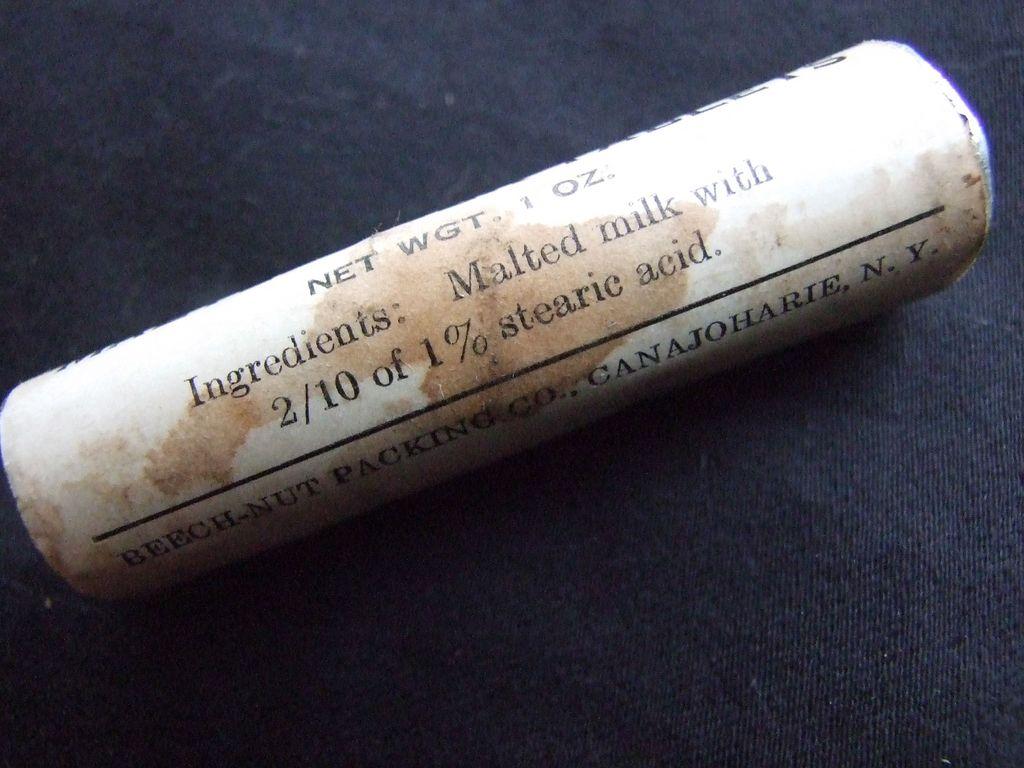 NET WGT. 1 OZ.
Ingredients: Malted milk with
2/10 of 1% stearic acid.
BEECH-NUT PACKING CO., CANAJOHARIE, N. Y.